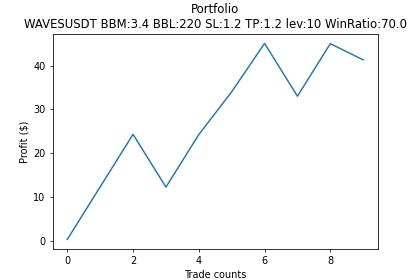 Portfolio
WAVESUSDT BBM:3.4 BBL:220 SL:1.2 TP:1.2 lev:10 WinRatio:70.0
Profit ($)
40
30
20
10
0
0 2 4 6 8
Trade counts